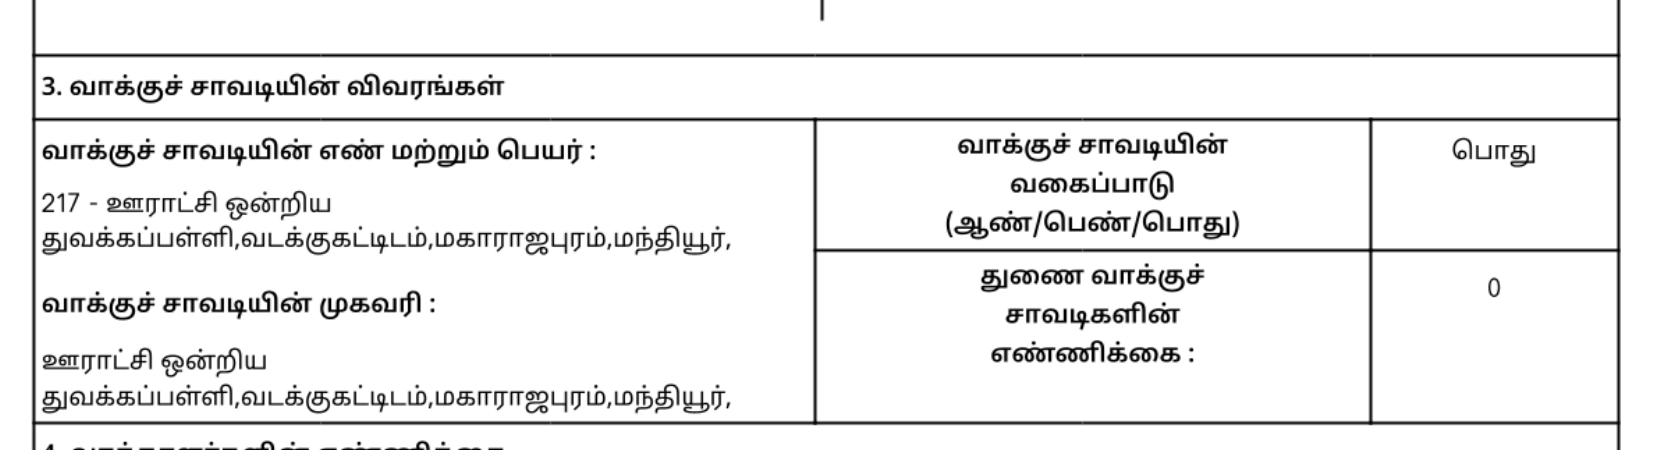 3. வாக்குச் சாவடியின் விவரங்கள்
வாக்குச் சாவடியின் எண் மற்றும் பெயர் :
217 - ஊராட்சி ஒன்றிய
துவக்கப்பள்ளி,வடக்குகட்டிடம்,மகாராஜபுரம்,மந்தியூர்,
வாக்குச் சாவடியின் முகவரி :
ஊராட்சி ஒன்றிய
துவக்கப்பள்ளி,வடக்குகட்டிடம்,மகாராஜபுரம்,மந்தியூர்,
வாக்குச் சாவடியின்
வகைப்பாடு
(ஆண்/பெண்/பொது)
பொது
துணை வாக்குச்
சாவடிகளின்
எண்ணிக்கை :
0